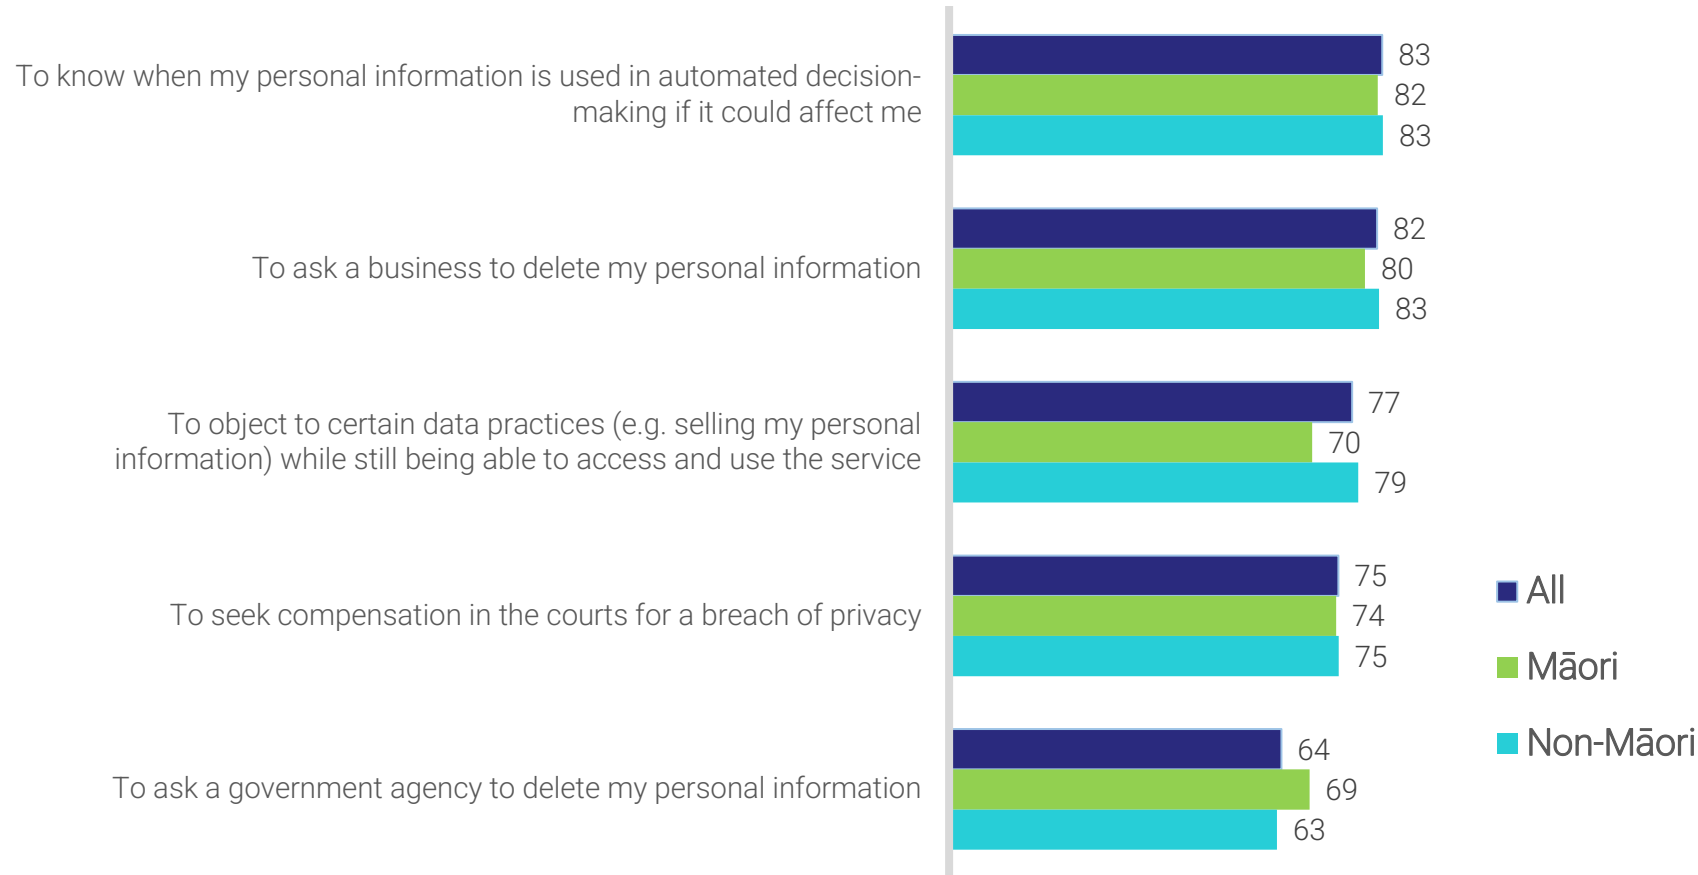 To know when my personal information is used in automated decision-
making if it could affect me
83
82
83
To ask a business to delete my personal information
82
80
83
To object to certain data practices (e.g. selling my personal
information) while still being able to access and use the service
77
70
79
To seek compensation in the courts for a breach of privacy
75
74
75
To ask a government agency to delete my personal information
64
69
63
All
Māori
Non-Māori